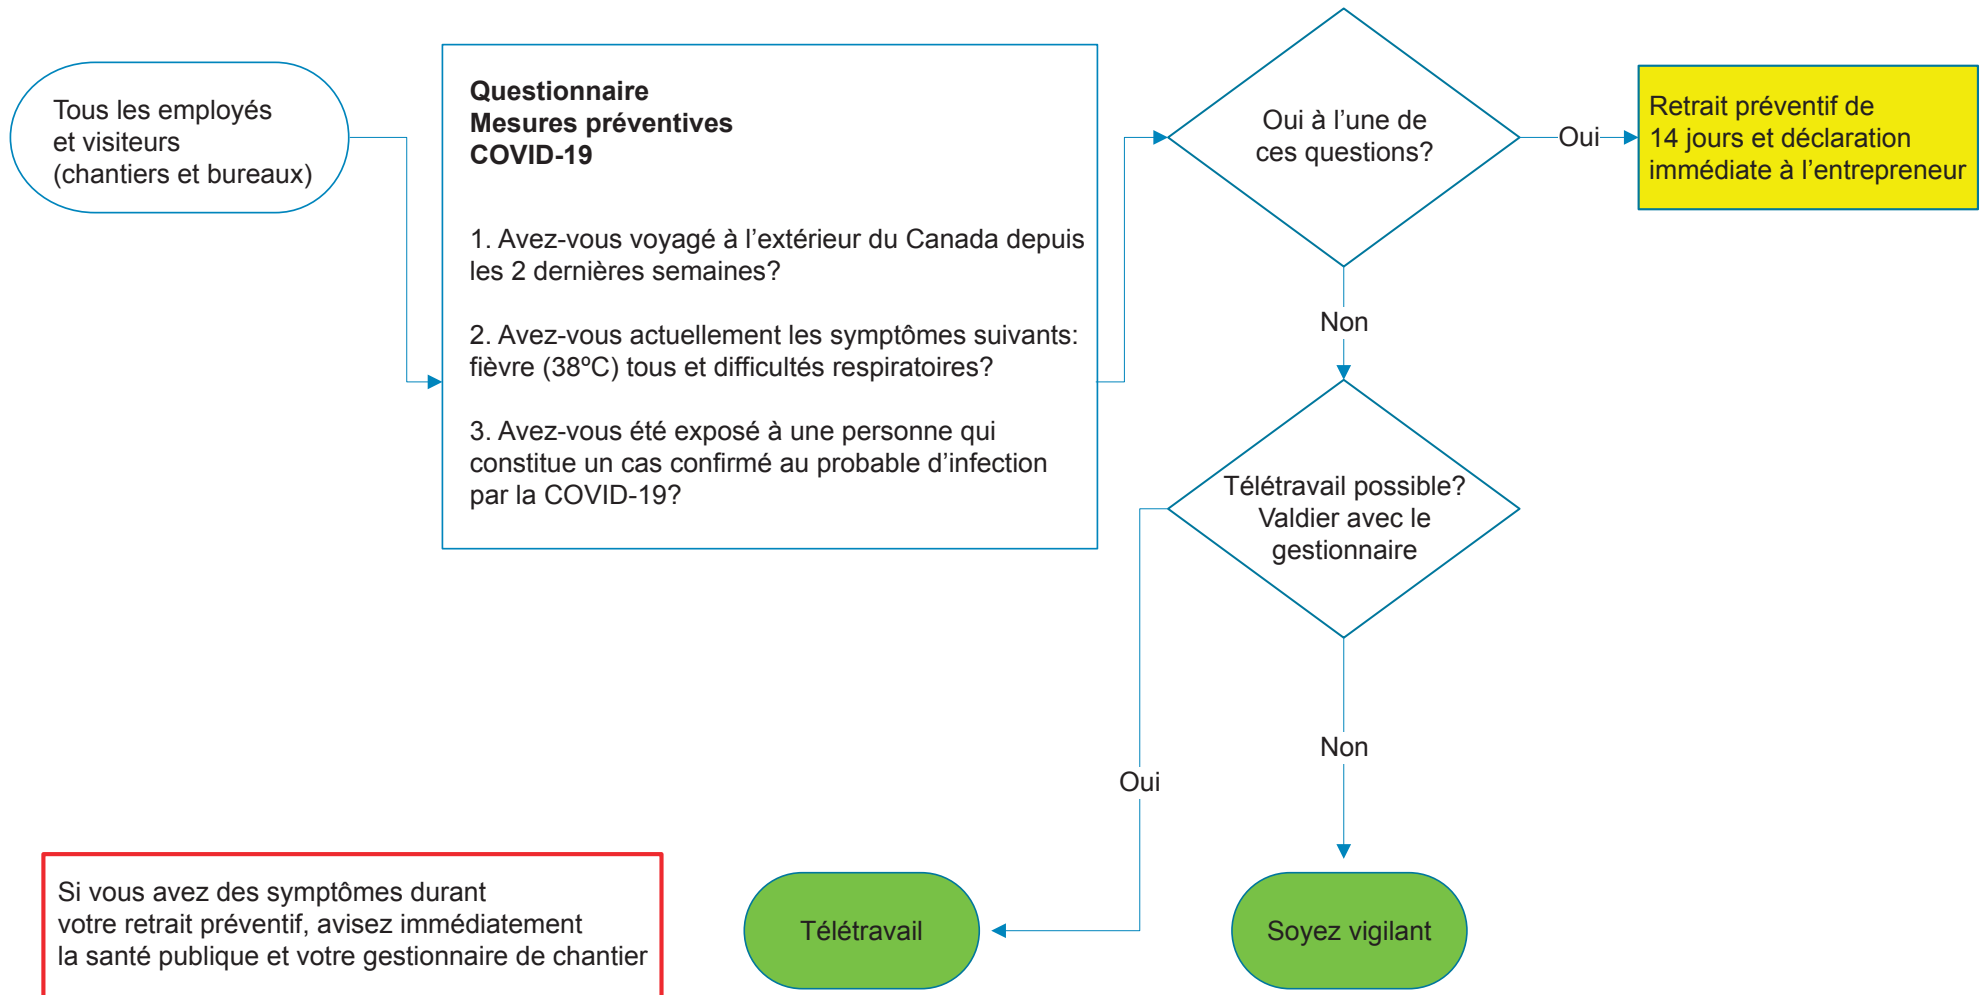 Tous les employés
et visiteurs
(chantiers et bureaux)
Questionnaire
Mesures préventives
COVID-19
1. Avez-vous voyagé à l’extérieur du Canada depuis
les 2 dernières semaines?
2. Avez-vous actuellement les symptômes suivants:
fièvre (38ºC) tous et difficultés respiratoires?
3. Avez-vous été exposé à une personne qui
constitue un cas confirmé au probable d’infection
par la COVID-19?
Oui à l’une de
ces questions?
Oui
Retrait préventif de
14 jours et déclaration
immédiate à l’entrepreneur
Non
Télétravail possible?
Valdier avec le
gestionnaire
Non
Oui
Télétravail
Soyez vigilant
Si vous avez des symptômes durant
votre retrait préventif, avisez immédiatement
la santé publique et votre gestionnaire de chantier